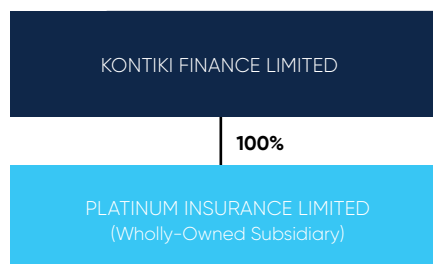 KONTIKI FINANCE LIMITED
100%
PLATINUM INSURANCE LIMITED
(Wholly-Owned Subsidiary)